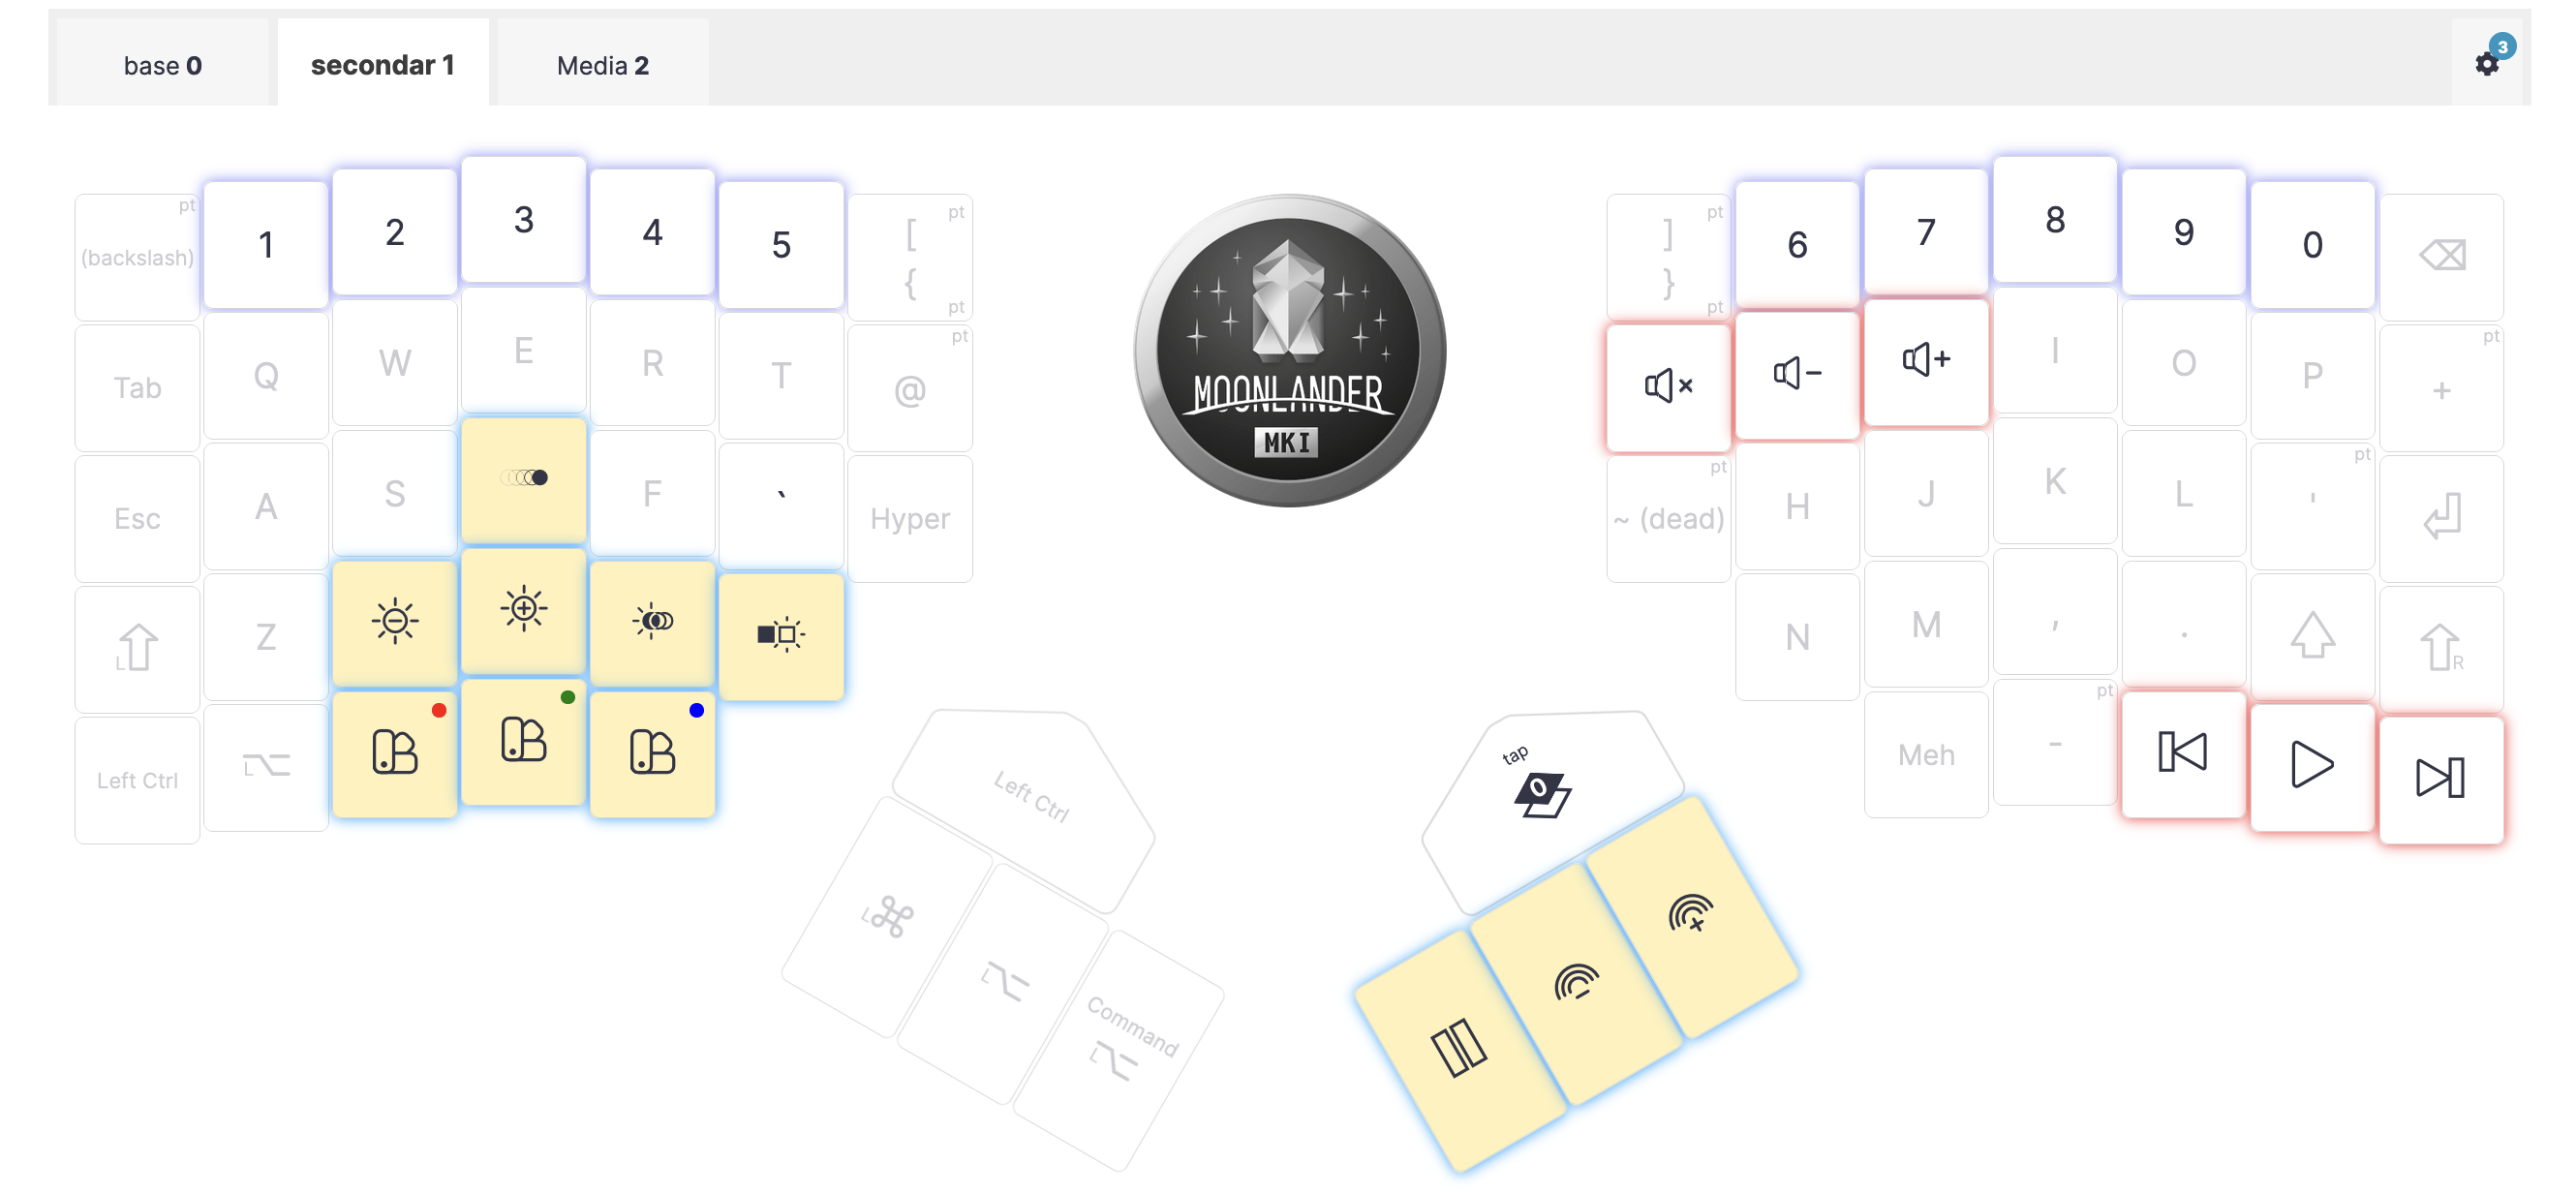 base 0
secondar 1
Media 2
3
pt
(backslash)
1
2
3
4
5
pt
[
{
pt
pt
]
}
pt
6
7
8
9
0
Tab
Q
W
E
R
T
pt
@
I
O
P
pt
+
Esc
A
S
F
`
Hyper
pt
~ (dead)
H
J
K
L
pt
'
L
Z
N
M
,
.
R
Left Ctrl
L
Meh
pt
-
MOONLANDER
MKI
Left Ctrl
L
L
Command
L
tap
0